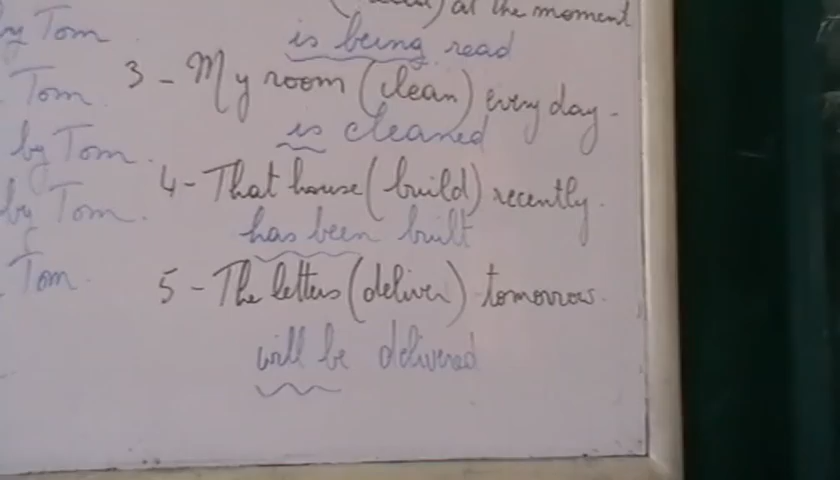 at the moment
by Tom
is being read
Tom
3 - My room (clean) every day.
is cleaned
by Tom.
4 - That house (build) recently.
by Tom.
has been built
Tom.
5 - The letters (deliver) tomorrow.
will be delivered